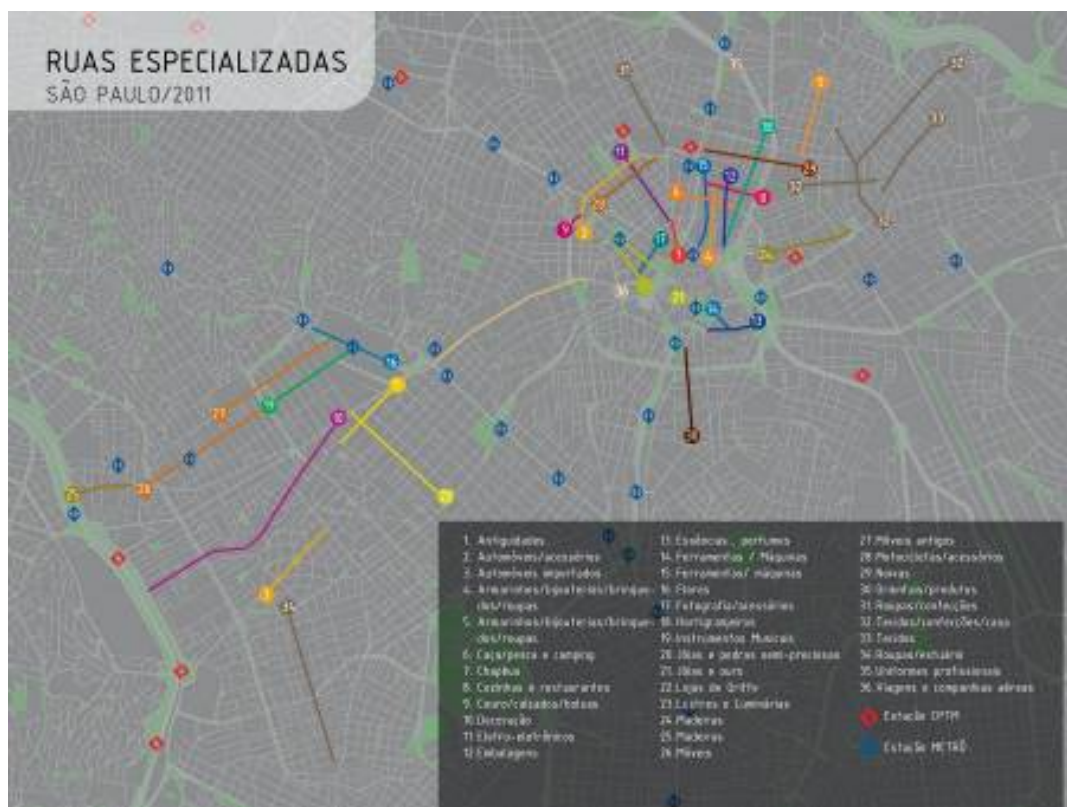 RUAS ESPECIALIZADAS
SÃO PAULO/2011
1. Antiguidades
2. Automóveis/acessórios
3. Automóveis importados
4. Armarinhos/bijouterias/brinque-
dos/roupas
5. Armarinhos/bijouterias/brinque-
dos/roupas
6. Caça/pesca e camping
7. Chapéus
8. Cozinhas e restaurantes
9. Couro/calçados/bolsas
10. Decoração
11. Eletro-eletrônicos
12. Embalagens
13. Essências, perfumes
14. Ferramentas / Máquinas
15. Ferramentas/ máquinas
16. Flores
17. Fotografia/acessórios
18. Hortigranjeiros
19. Instrumentos Musicais
20. Jóias e pedras semi-preciosas
21. Jóias e ouro
22. Lojas de Griffe
23. Lustres e Luminárias
24. Madeiras
25. Madeiras
26. Móveis
27. Móveis antigos
28. Motocicletas/acessórios
29. Noivas
30. Orientais/produtos
31. Roupas/confecções
32. Tecidos/confecções/casa
33. Tecidos
34. Roupas/vestuário
35. Uniformes profissionais
36. Viagens e companhias aéreas
Estação CPTM
Estação METRÔ